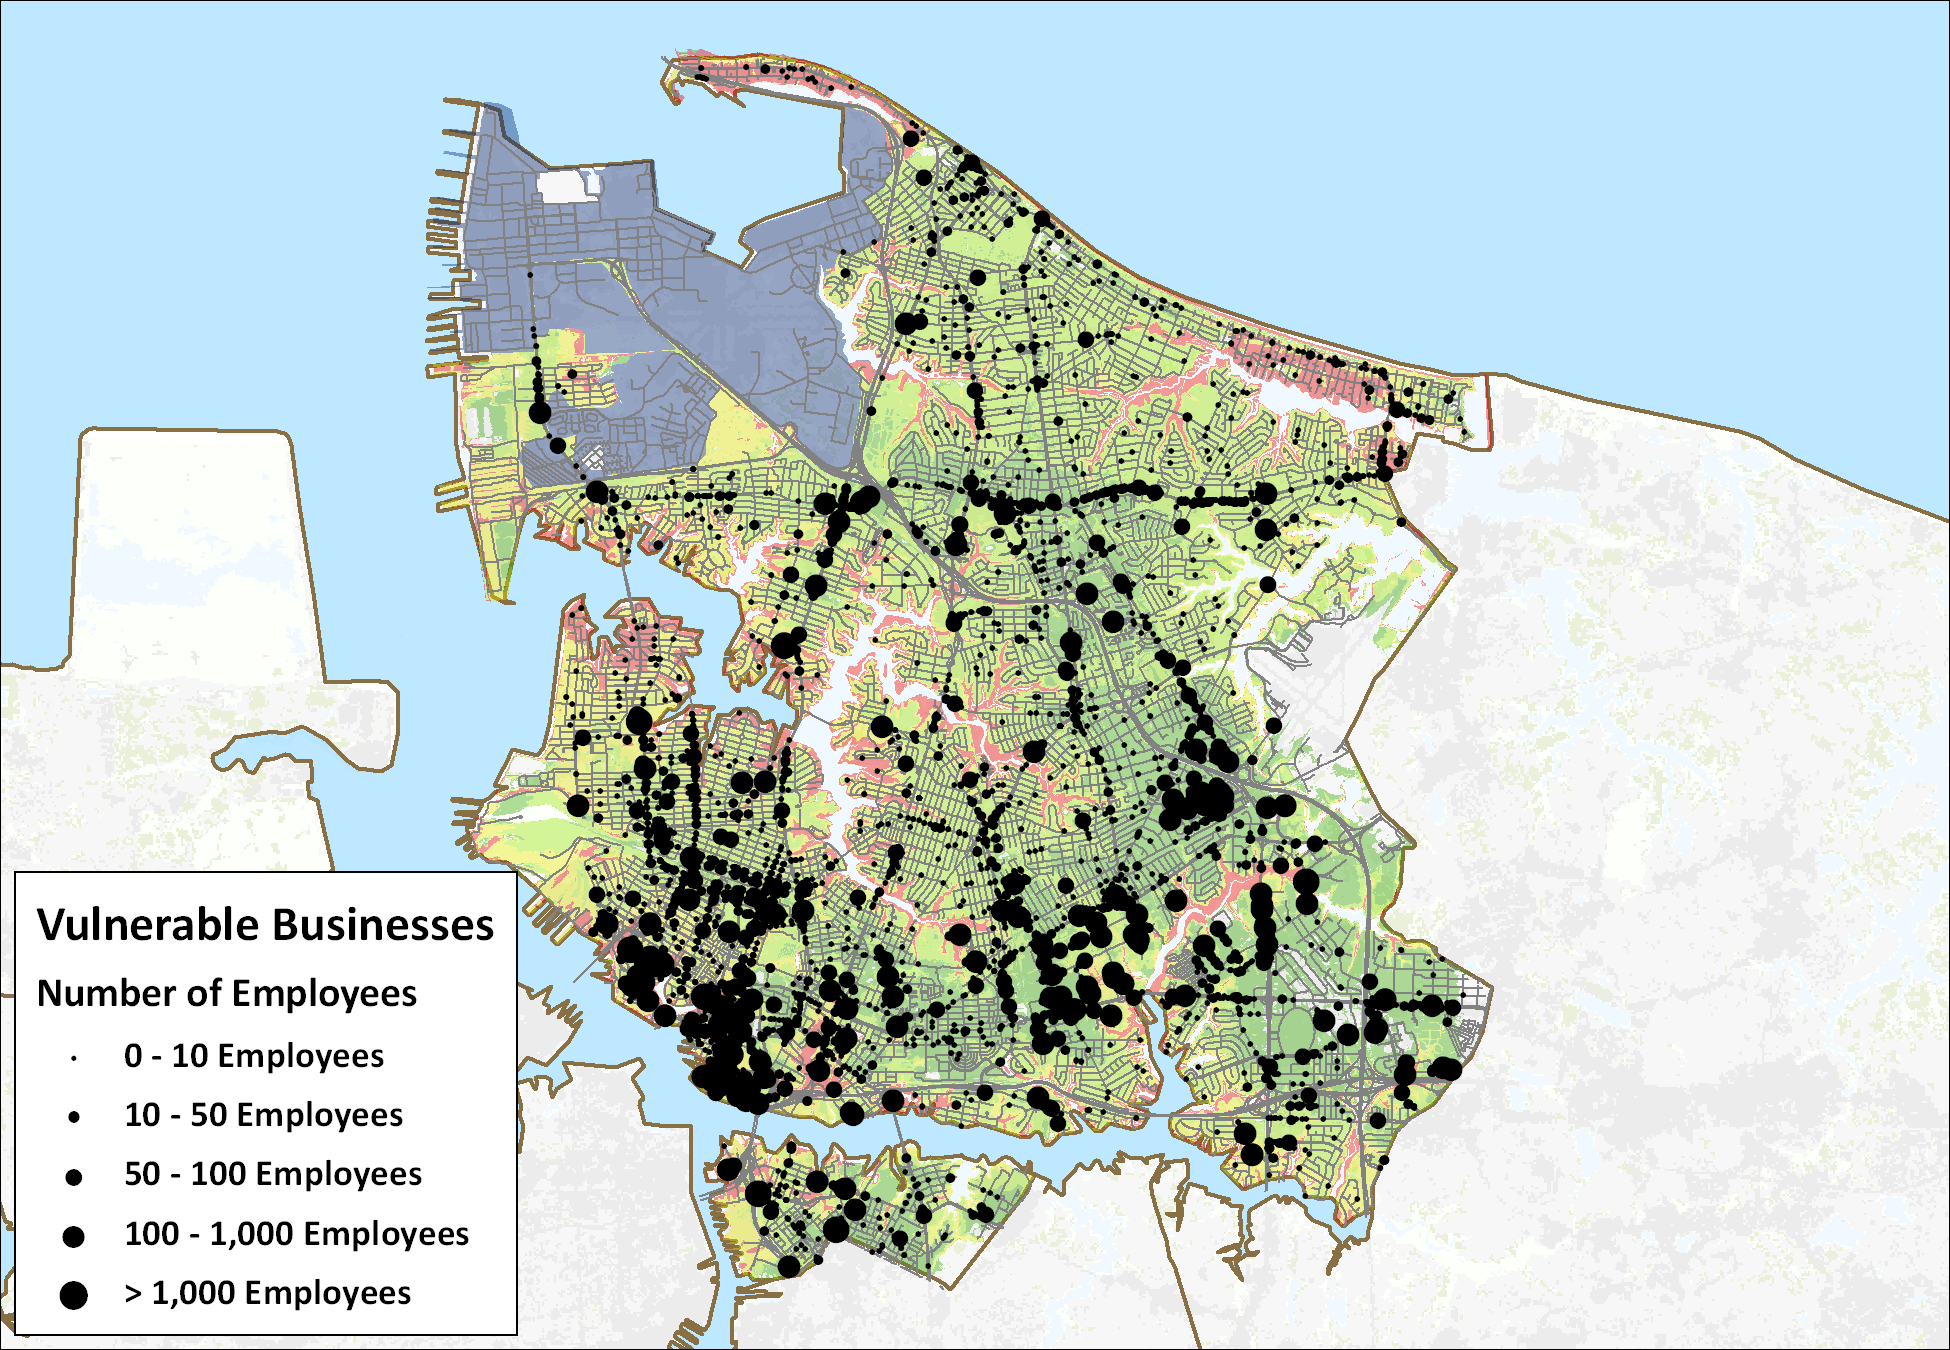 Vulnerable Businesses
Number of Employees
0 - 10 Employees
10 - 50 Employees
50 - 100 Employees
100 - 1,000 Employees
> 1,000 Employees